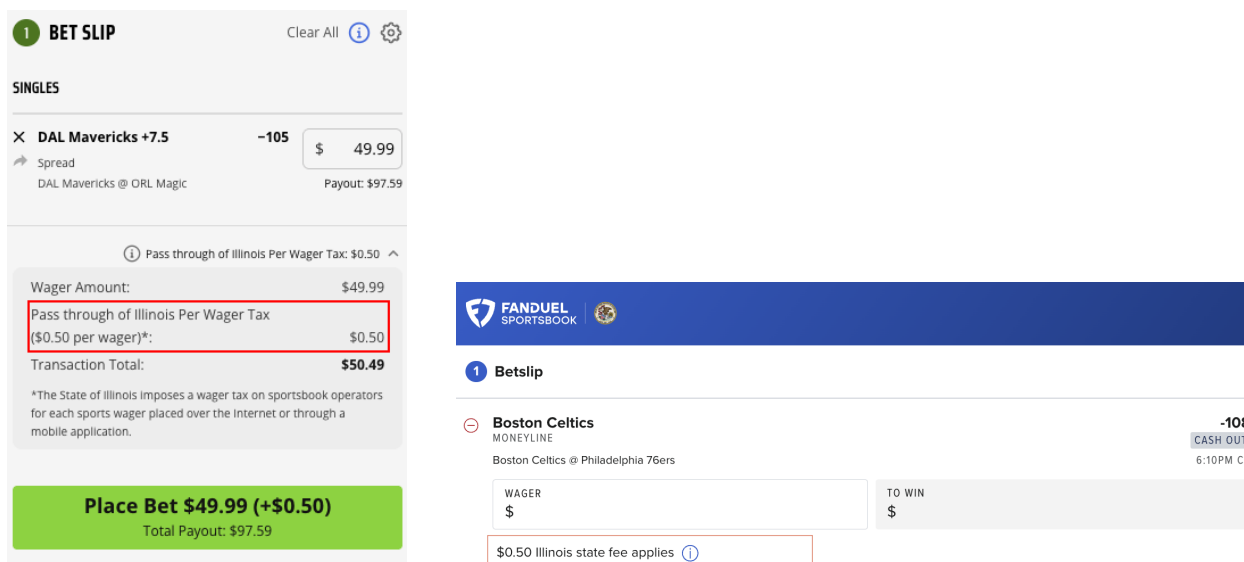 1 BET SLIP Clear All
SINGLES
DAL Mavericks +7.5 −105 $ 49.99
Spread
DAL Mavericks @ ORL Magic Payout: $97.59
Pass through of Illinois Per Wager Tax: $0.50
Wager Amount: $49.99
Pass through of Illinois Per Wager Tax
($0.50 per wager)*: $0.50
Transaction Total: $50.49
*The State of Illinois imposes a wager tax on sportsbook operators
for each sports wager placed over the Internet or through a
mobile application.
Place Bet $49.99 (+$0.50)
Total Payout: $97.59
FANDUEL
SPORTSBOOK
1 Betslip
Boston Celtics -108
MONEYLINE CASH OUT
Boston Celtics @ Philadelphia 76ers 6:10PM C
WAGER TO WIN
$ $
$0.50 Illinois state fee applies